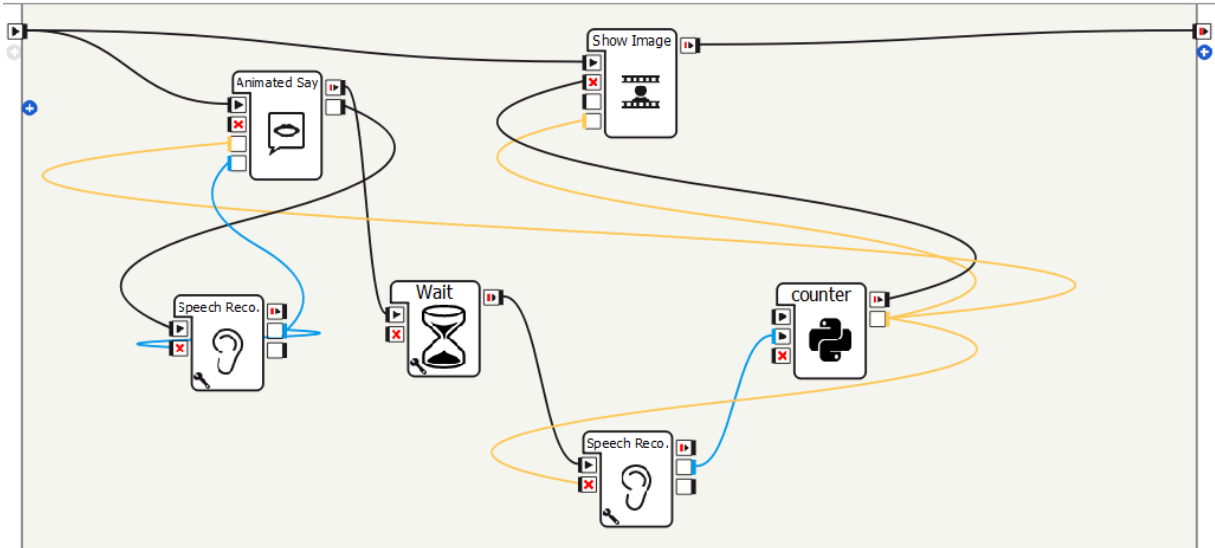 Show Image
Animated Say
Speech Reco.
Wait
counter
Speech Reco.